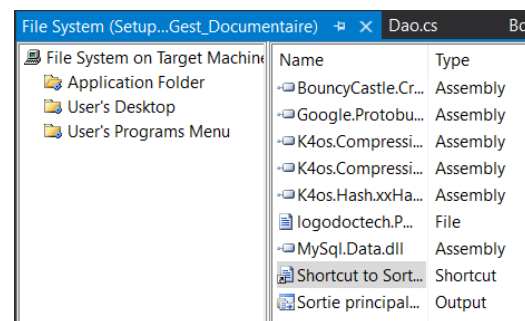 File System (Setup...Gest_Documentaire) Dao.cs Bo
File System on Target Machine
Application Folder
User's Desktop
User's Programs Menu
Name Type
BouncyCastle.Cr... Assembly
Google.Protobu... Assembly
K4os.Compressi... Assembly
K4os.Compressi... Assembly
K4os.Hash.xxHa... Assembly
logodoctech.P... File
MySql.Data.dll Assembly
Shortcut to Sort... Shortcut
Sortie principal... Output